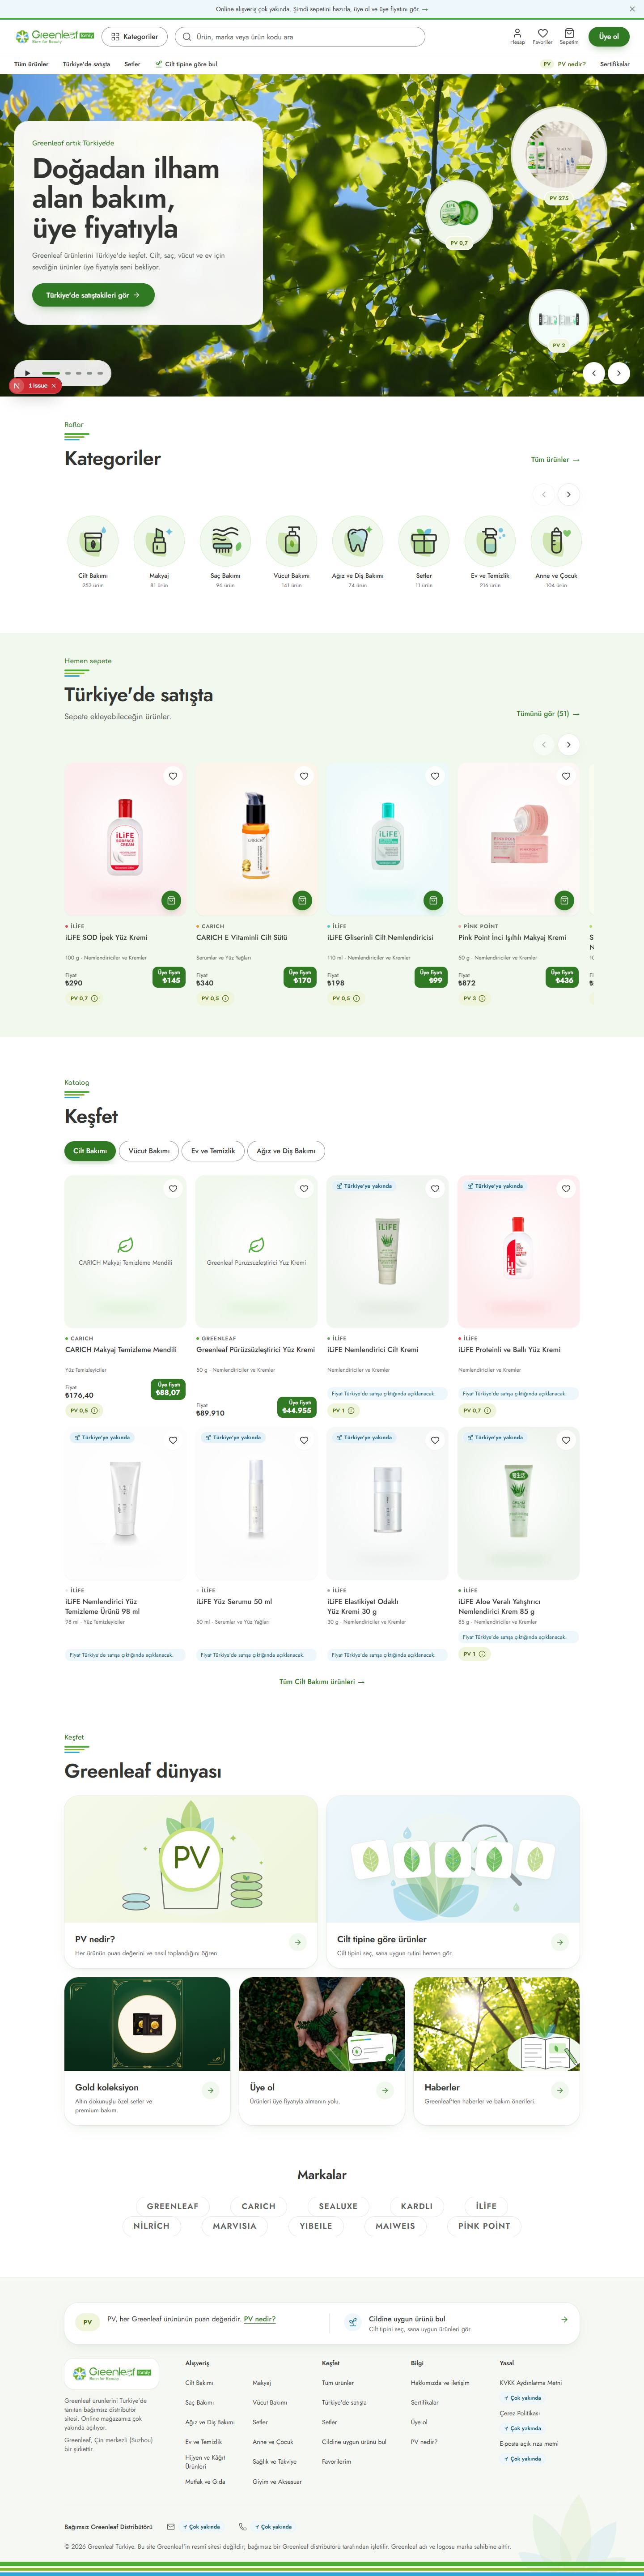 Online alışveriş çok yakında. Şimdi sepetini hazırla, üye ol ve üye fiyatını gör. →
Greenleaf
Born for Beauty
Kategoriler
Ürün, marka veya ürün kodu ara
Hesap
Favoriler
Sepetim
Üye ol
Tüm ürünler
Türkiye'de satışta
Setler
Cilt tipine göre bul
PV
PV nedir?
Sertifikalar
Greenleaf artık Türkiye'de
Doğadan ilham
alan bakım,
üye fiyatıyla
Greenleaf ürünlerini Türkiye'de keşfet. Cilt, saç, vücut ve ev için
sevdiğin ürünler üye fiyatıyla seni bekliyor.
Türkiye'de satıştakileri gör →
PV 275
PV 0,7
PV 2
N
1 Issue
Raflar
Kategoriler
Tüm ürünler →
Cilt Bakımı
253 ürün
Makyaj
81 ürün
Saç Bakımı
96 ürün
Vücut Bakımı
141 ürün
Ağız ve Diş Bakımı
74 ürün
Setler
11 ürün
Ev ve Temizlik
216 ürün
Anne ve Çocuk
104 ürün
Hemen sepete
Türkiye'de satışta
Sepete ekleyebileceğin ürünler.
Tümünü gör (51) →
İLİFE
iLiFE SOD İpek Yüz Kremi
100 g · Nemlendiriciler ve Kremler
Fiyat
₺290
Üye fiyatı
₺145
PV 0,7
CARICH
CARICH E Vitaminli Cilt Sütü
Serumlar ve Yüz Yağları
Fiyat
₺340
Üye fiyatı
₺170
PV 0,5
İLİFE
iLiFE Gliserinli Cilt Nemlendiricisi
110 ml · Nemlendiriciler ve Kremler
Fiyat
₺198
Üye fiyatı
₺99
PV 0,5
PİNK POİNT
Pink Point İnci Işıltılı Makyaj Kremi
50 g · Nemlendiriciler ve Kremler
Fiyat
₺872
Üye fiyatı
₺436
PV 3
Katalog
Keşfet
Cilt Bakımı
Vücut Bakımı
Ev ve Temizlik
Ağız ve Diş Bakımı
CARICH Makyaj Temizleme Mendili
CARICH
CARICH Makyaj Temizleme Mendili
Yüz Temizleyiciler
Fiyat
₺176,40
Üye fiyatı
₺88,07
PV 0,5
Greenleaf Pürüzsüzleştirici Yüz Kremi
GREENLEAF
Greenleaf Pürüzsüzleştirici Yüz Kremi
50 g · Nemlendiriciler ve Kremler
Fiyat
₺89.910
Üye fiyatı
₺44.955
Türkiye'ye yakında
İLİFE
iLiFE Nemlendirici Cilt Kremi
Nemlendiriciler ve Kremler
Fiyat Türkiye'de satışa çıktığında açıklanacak.
PV 1
Türkiye'ye yakında
İLİFE
iLiFE Proteinli ve Ballı Yüz Kremi
Nemlendiriciler ve Kremler
Fiyat Türkiye'de satışa çıktığında açıklanacak.
PV 0,7
Türkiye'ye yakında
İLİFE
iLiFE Nemlendirici Yüz
Temizleme Ürünü 98 ml
98 ml · Yüz Temizleyiciler
Fiyat Türkiye'de satışa çıktığında açıklanacak.
Türkiye'ye yakında
İLİFE
iLiFE Yüz Serumu 50 ml
50 ml · Serumlar ve Yüz Yağları
Fiyat Türkiye'de satışa çıktığında açıklanacak.
Türkiye'ye yakında
İLİFE
iLiFE Elastikiyet Odaklı
Yüz Kremi 30 g
30 g · Nemlendiriciler ve Kremler
Fiyat Türkiye'de satışa çıktığında açıklanacak.
Türkiye'ye yakında
İLİFE
iLiFE Aloe Veralı Yatıştırıcı
Nemlendirici Krem 85 g
85 g · Nemlendiriciler ve Kremler
Fiyat Türkiye'de satışa çıktığında açıklanacak.
PV 1
Tüm Cilt Bakımı ürünleri →
Keşfet
Greenleaf dünyası
PV
PV nedir?
Her ürünün puan değerini ve nasıl toplandığını öğren.
Cilt tipine göre ürünler
Cilt tipini seç, sana uygun rutini hemen gör.
Gold koleksiyon
Altın dokunuşlu özel setler ve
premium bakım.
Üye ol
Ürünleri üye fiyatıyla almanın yolu.
Haberler
Greenleaf'ten haberler ve bakım önerileri.
Markalar
GREENLEAF
CARICH
SEALUXE
KARDLI
İLİFE
NİLRİCH
MARVISIA
YIBEILE
MAIWEIS
PİNK POİNT
PV
PV, her Greenleaf ürününün puan değeridir. PV nedir?
Cildine uygun ürünü bul
Cilt tipini seç, sana uygun ürünleri gör.
Greenleaf
Born for Beauty
Greenleaf ürünlerini Türkiye'de
tanıtan bağımsız distribütör
sitesi. Online mağazamız çok
yakında açılıyor.
Greenleaf, Çin merkezli (Suzhou)
bir şirkettir.
Alışveriş
Cilt Bakımı
Makyaj
Saç Bakımı
Vücut Bakımı
Ağız ve Diş Bakımı
Setler
Ev ve Temizlik
Anne ve Çocuk
Hijyen ve Kâğıt
Ürünleri
Sağlık ve Takviye
Mutfak ve Gıda
Giyim ve Aksesuar
Keşfet
Tüm ürünler
Türkiye'de satışta
Setler
Cildine uygun ürünü bul
Favorilerim
Bilgi
Hakkımızda ve iletişim
Sertifikalar
Üye ol
PV nedir?
Yasal
KVKK Aydınlatma Metni
Çok yakında
Çerez Politikası
Çok yakında
E-posta açık rıza metni
Çok yakında
Bağımsız Greenleaf Distribütörü
Çok yakında
Çok yakında
© 2026 Greenleaf Türkiye. Bu site Greenleaf'in resmî sitesi değildir; bağımsız bir Greenleaf distribütörü tarafından işletilir. Greenleaf adı ve logosu marka sahibine aittir.